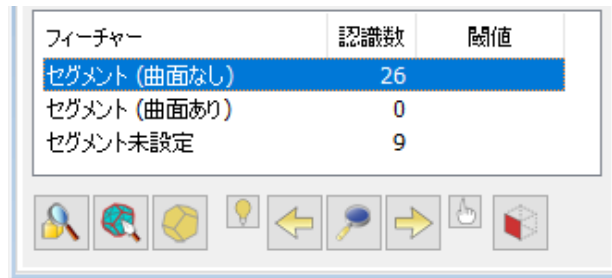 フィーチャー 認識数 閾値
セグメント (曲面なし) 26
セグメント (曲面あり) 0
セグメント未設定 9